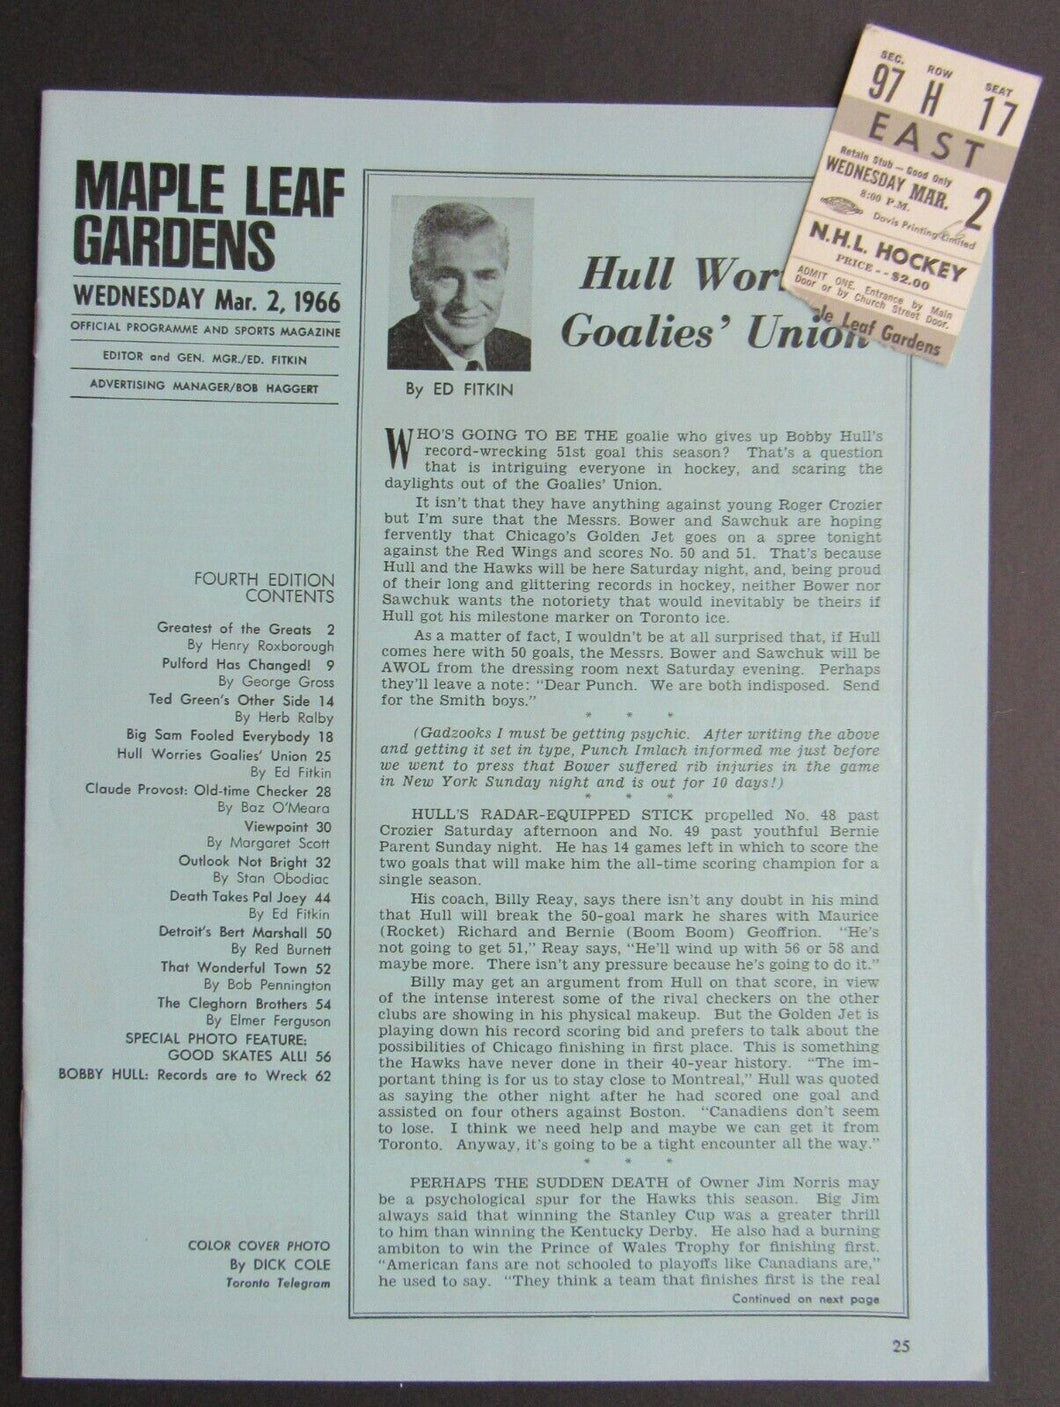 MAPLE LEAF
GARDENS
WEDNESDAY Mar. 2, 1966
OFFICIAL PROGRAMME AND SPORTS MAGAZINE
EDITOR and GEN. MGR./ED. FITKIN
ADVERTISING MANAGER/BOB HAGGERT
FOURTH EDITION
CONTENTS
Greatest of the Greats 2
By Henry Roxborough
Pulford Has Changed! 9
By George Gross
Ted Green's Other Side 14
By Herb Ralby
Big Sam Fooled Everybody 18
Hull Worries Goalies' Union 25
By Ed Fitkin
Claude Provost: Old-time Checker 28
By Baz O'Meara
Viewpoint 30
By Margaret Scott
Outlook Not Bright 32
By Stan Obodiac
Death Takes Pal Joey 44
By Ed Fitkin
Detroit's Bert Marshall 50
By Red Burnett
That Wonderful Town 52
By Bob Pennington
The Cleghorn Brothers 54
By Elmer Ferguson
SPECIAL PHOTO FEATURE:
GOOD SKATES ALL! 56
BOBBY HULL: Records are to Wreck 62
COLOR COVER PHOTO
By DICK COLE
Toronto Telegram
SEC. ROW SEAT
97 H 17
EAST
Retain Stub — Good Only
WEDNESDAY MAR. 2
8:00 P.M.
Davis Printing Limited
N.H.L. HOCKEY
PRICE - - $2.00
ADMIT ONE. Entrance by Main
Door or by Church Street Door.
le Leaf Gardens
Hull Wor
Goalies' Union
By ED FITKIN
WHO'S GOING TO BE THE goalie who gives up Bobby Hull's
record-wrecking 51st goal this season? That's a question
that is intriguing everyone in hockey, and scaring the
daylights out of the Goalies' Union.
It isn't that they have anything against young Roger Crozier
but I'm sure that the Messrs. Bower and Sawchuk are hoping
fervently that Chicago's Golden Jet goes on a spree tonight
against the Red Wings and scores No. 50 and 51. That's because
Hull and the Hawks will be here Saturday night, and, being proud
of their long and glittering records in hockey, neither Bower nor
Sawchuk wants the notoriety that would inevitably be theirs if
Hull got his milestone marker on Toronto ice.
As a matter of fact, I wouldn't be at all surprised that, if Hull
comes here with 50 goals, the Messrs. Bower and Sawchuk will be
AWOL from the dressing room next Saturday evening. Perhaps
they'll leave a note: "Dear Punch. We are both indisposed. Send
for the Smith boys."
* * *
(Gadzooks I must be getting psychic. After writing the above
and getting it set in type, Punch Imlach informed me just before
we went to press that Bower suffered rib injuries in the game
in New York Sunday night and is out for 10 days!)
* * *
HULL'S RADAR-EQUIPPED STICK propelled No. 48 past
Crozier Saturday afternoon and No. 49 past youthful Bernie
Parent Sunday night. He has 14 games left in which to score the
two goals that will make him the all-time scoring champion for a
single season.
His coach, Billy Reay, says there isn't any doubt in his mind
that Hull will break the 50-goal mark he shares with Maurice
(Rocket) Richard and Bernie (Boom Boom) Geoffrion. "He's
not going to get 51," Reay says, "He'll wind up with 56 or 58 and
maybe more. There isn't any pressure because he's going to do it."
Billy may get an argument from Hull on that score, in view
of the intense interest some of the rival checkers on the other
clubs are showing in his physical makeup. But the Golden Jet is
playing down his record scoring bid and prefers to talk about the
possibilities of Chicago finishing in first place. This is something
the Hawks have never done in their 40-year history. "The im-
portant thing is for us to stay close to Montreal," Hull was quoted
as saying the other night after he had scored one goal and
assisted on four others against Boston. "Canadiens don't seem
to lose. I think we need help and maybe we can get it from
Toronto. Anyway, it's going to be a tight encounter all the way."
* * *
PERHAPS THE SUDDEN DEATH of Owner Jim Norris may
be a psychological spur for the Hawks this season. Big Jim
always said that winning the Stanley Cup was a greater thrill
to him than winning the Kentucky Derby. He also had a burning
ambiton to win the Prince of Wales Trophy for finishing first.
"American fans are not schooled to playoffs like Canadians are,"
he used to say. "They think a team that finishes first is the real
Continued on next page
25